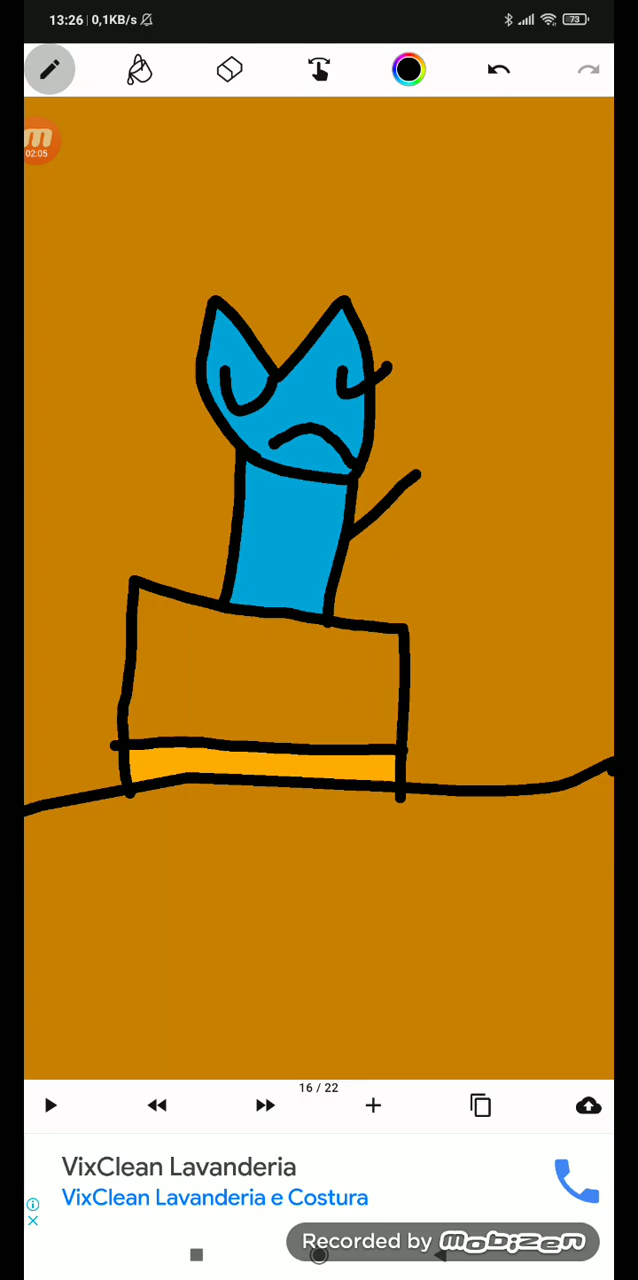 13:26 0,1KB/s 73
m
02:05
16 / 22
VixClean Lavanderia
VixClean Lavanderia e Costura
Recorded by mobizen